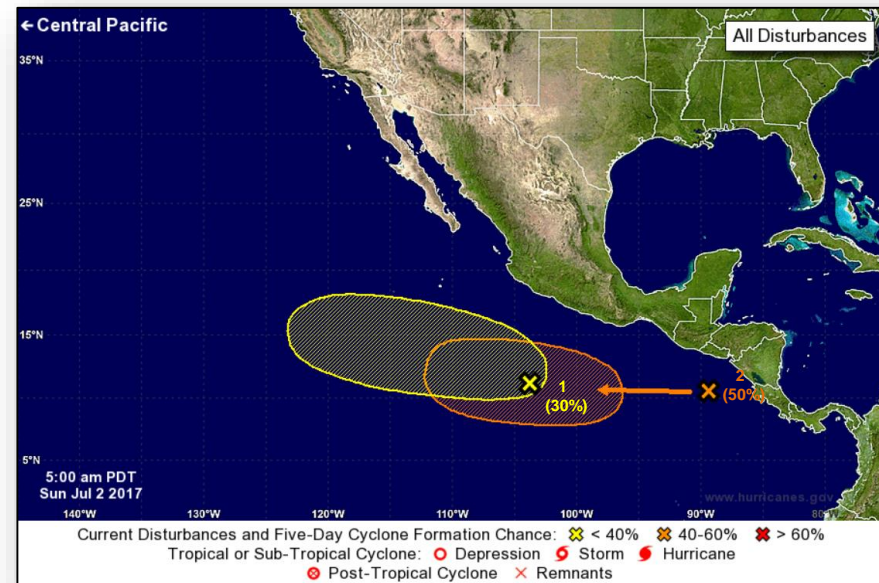 ←Central Pacific
All Disturbances
35°N
25°N
15°N
1
(30%)
2
(50%)
5°N
5:00 am PDT
Sun Jul 2 2017
www.hurricanes.gov
140°W 130°W 120°W 110°W 100°W 90°W 80°W
Current Disturbances and Five-Day Cyclone Formation Chance: < 40% 40-60% > 60%
Tropical or Sub-Tropical Cyclone: Depression Storm Hurricane
Post-Tropical Cyclone Remnants